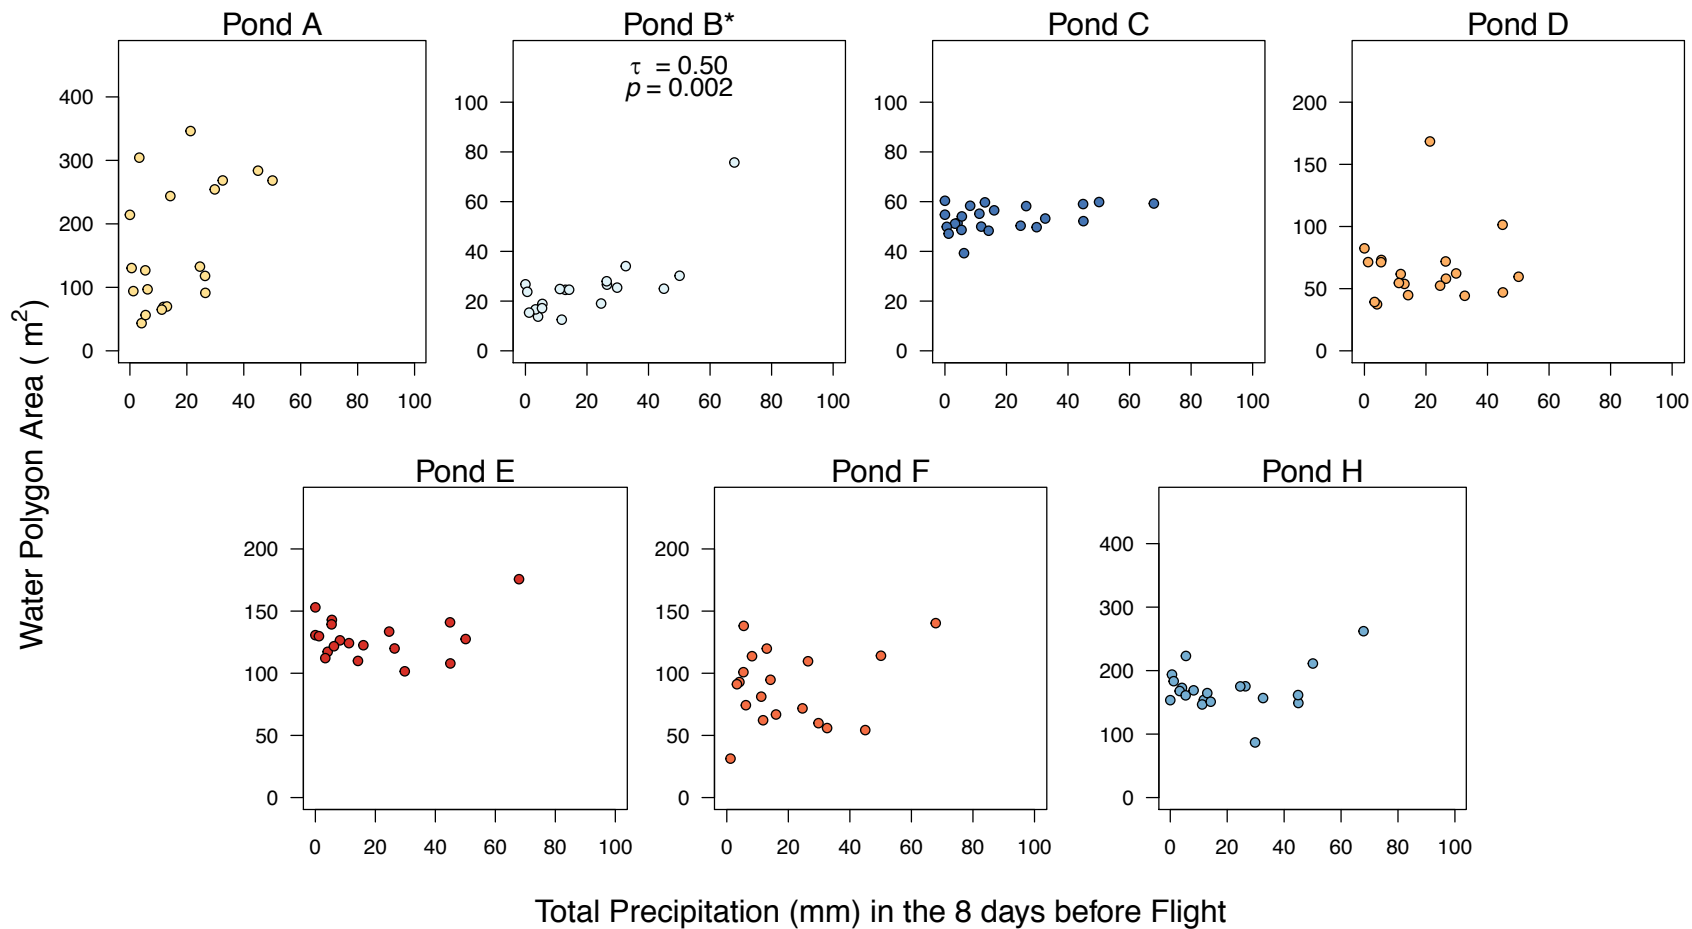 Pond A
Pond B*
Pond C
Pond D
τ = 0.50
p = 0.002
400
300
200
100
0
100
80
60
40
20
0
100
80
60
40
20
0
200
150
100
50
0
0 20 40 60 80 100
0 20 40 60 80 100
0 20 40 60 80 100
0 20 40 60 80 100
Water Polygon Area ( m²)
Pond E
Pond F
Pond H
200
150
100
50
0
200
150
100
50
0
400
300
200
100
0
0 20 40 60 80 100
0 20 40 60 80 100
0 20 40 60 80 100
Total Precipitation (mm) in the 8 days before Flight